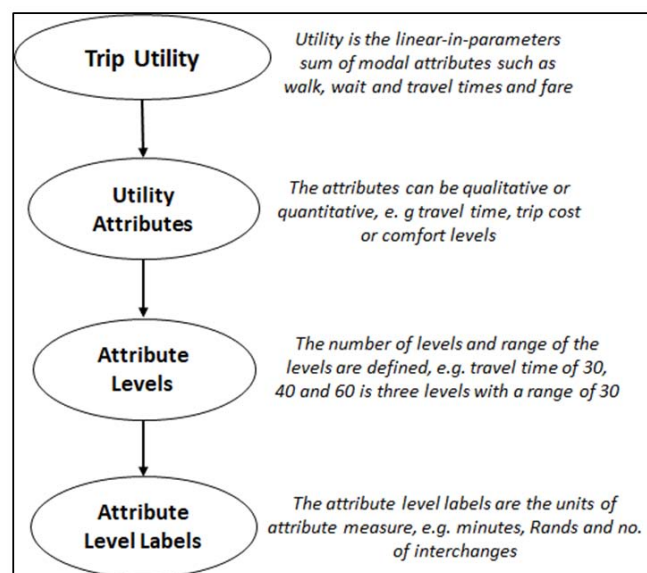 Trip Utility
Utility is the linear-in-parameters
sum of modal attributes such as
walk, wait and travel times and fare
Utility
Attributes
The attributes can be qualitative or
quantitative, e. g travel time, trip cost
or comfort levels
Attribute
Levels
The number of levels and range of the
levels are defined, e.g. travel time of 30,
40 and 60 is three levels with a range of 30
Attribute
Level Labels
The attribute level labels are the units of
attribute measure, e.g. minutes, Rands and no.
of interchanges